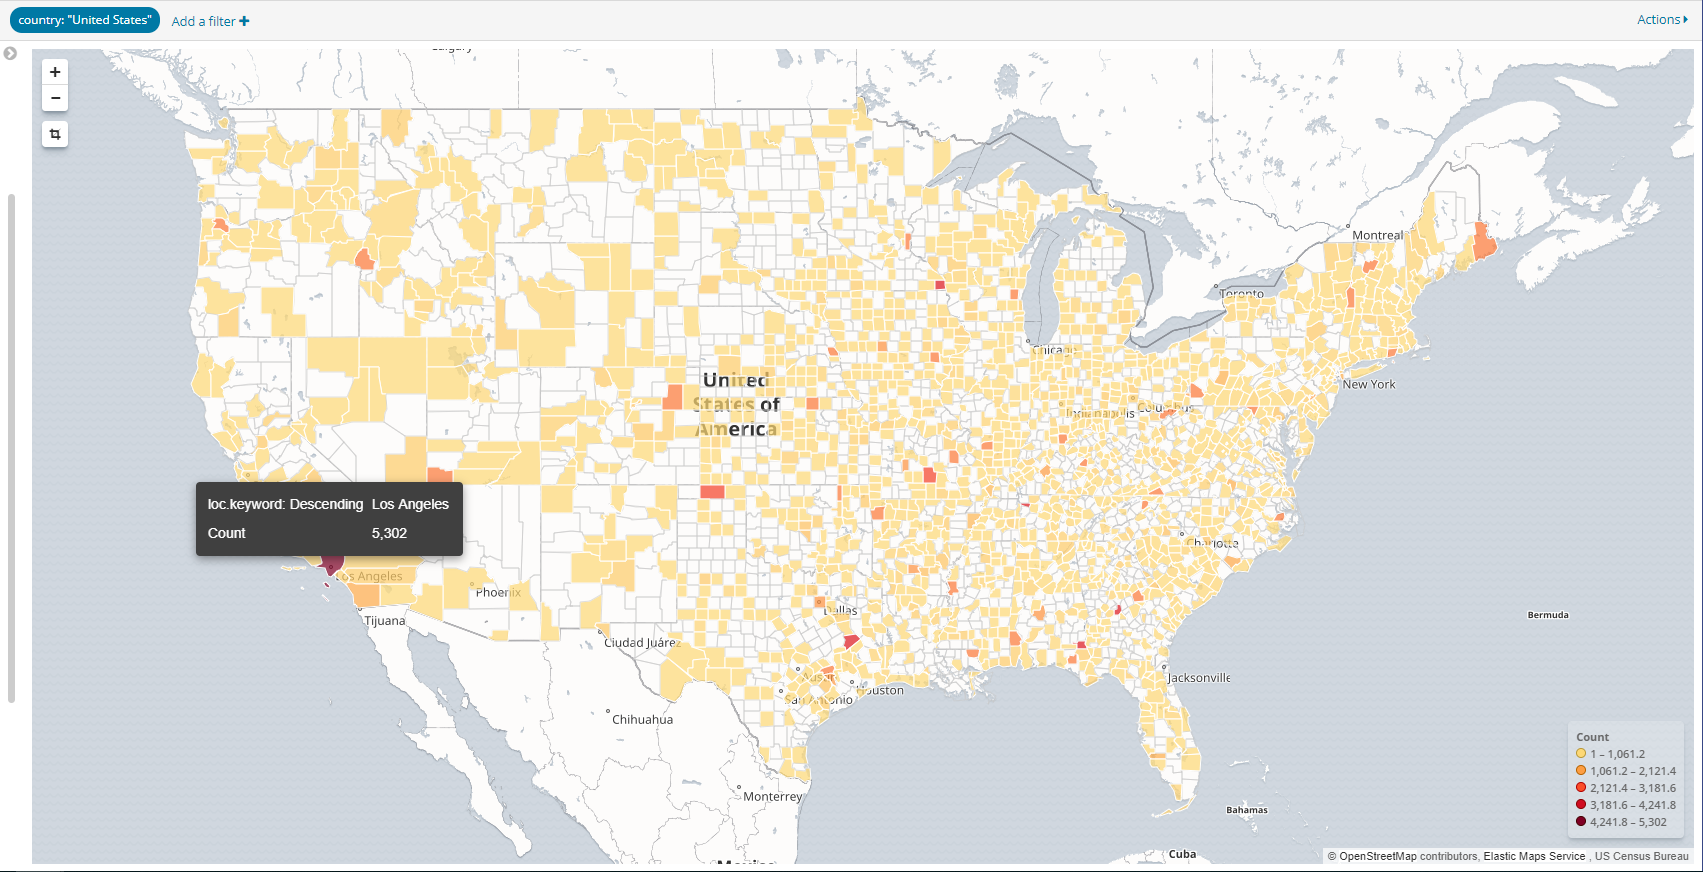 country: "United States"
Add a filter +
Actions
Calgary
+
−
Montreal
Toronto
Chicago
New York
United
States of
America
Indianapolis
Columbus
loc.keyword: Descending Los Angeles
Count 5,302
Charlotte
Los Angeles
Phoenix
Dallas
Tijuana
Ciudad Juárez
Bermuda
Austin
Jacksonville
Houston
San Antonio
Chihuahua
Monterrey
Bahamas
Mexico
Cuba
Count
1 – 1,061.2
1,061.2 – 2,121.4
2,121.4 – 3,181.6
3,181.6 – 4,241.8
4,241.8 – 5,302
© OpenStreetMap contributors, Elastic Maps Service , US Census Bureau